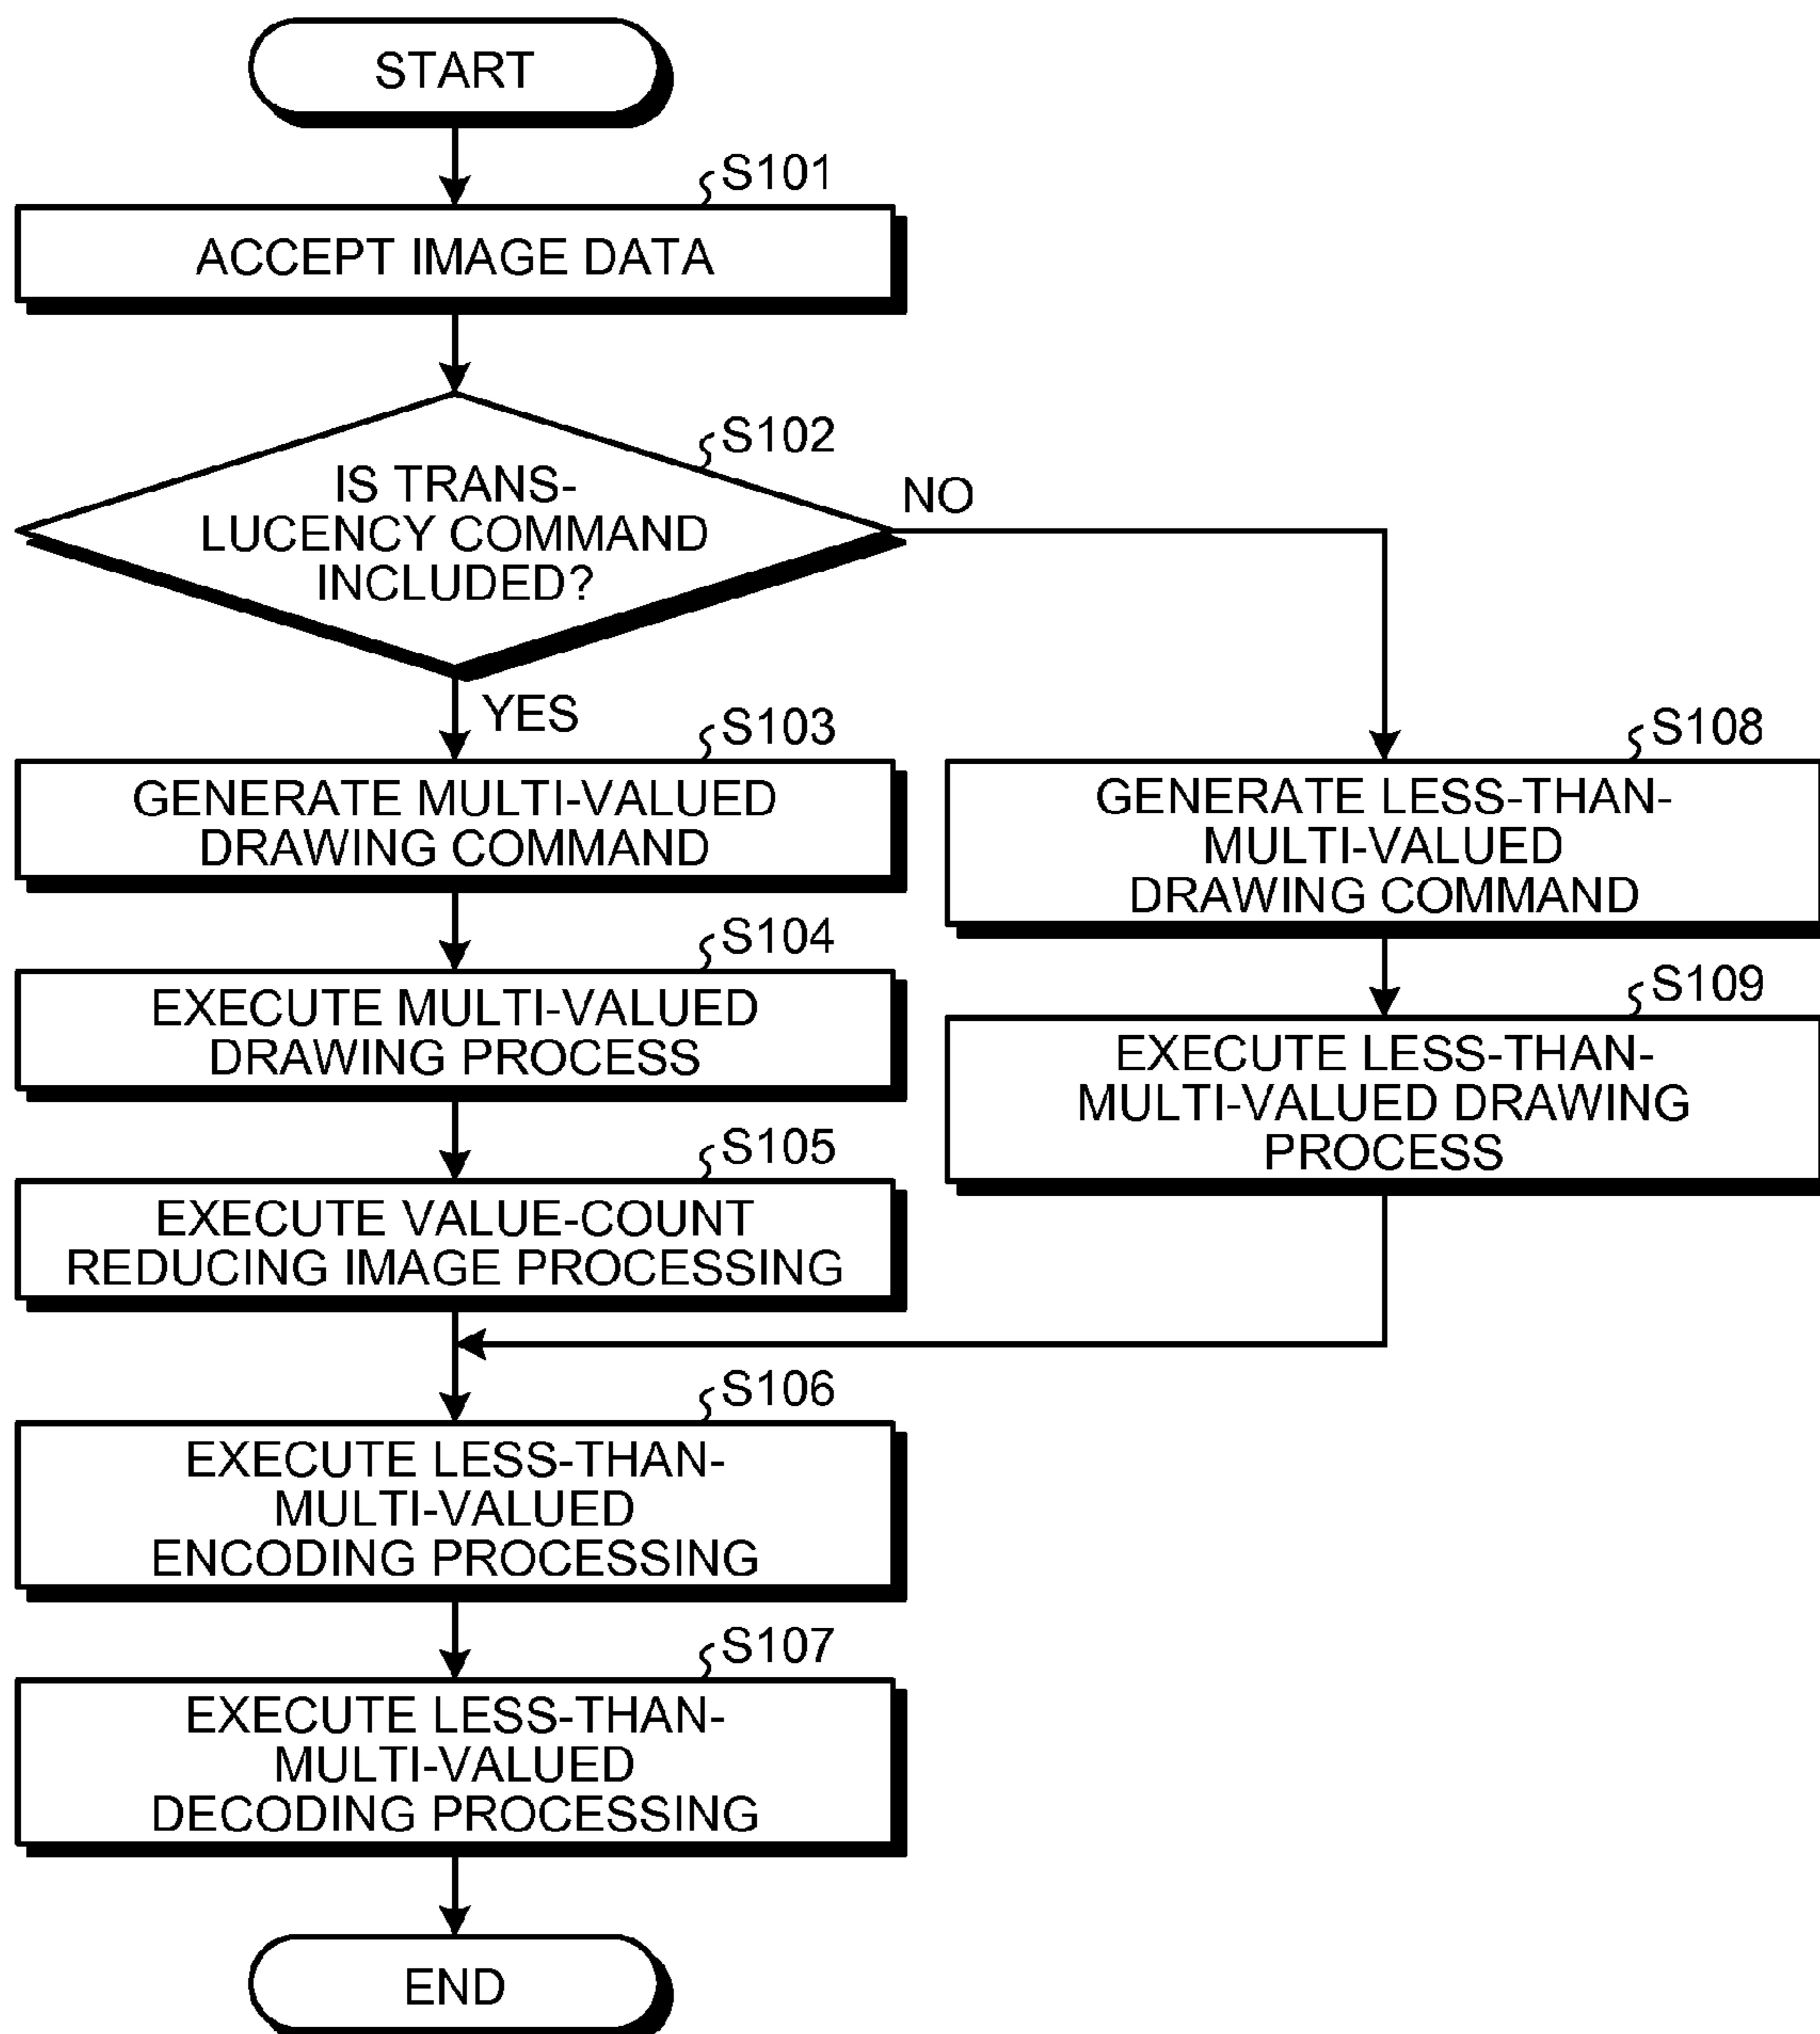 START
S101
ACCEPT IMAGE DATA
S102
IS TRANS-
LUCENCY COMMAND
INCLUDED?
NO
YES
S103
GENERATE MULTI-VALUED
DRAWING COMMAND
S104
EXECUTE MULTI-VALUED
DRAWING PROCESS
S105
EXECUTE VALUE-COUNT
REDUCING IMAGE PROCESSING
S108
GENERATE LESS-THAN-
MULTI-VALUED
DRAWING COMMAND
S109
EXECUTE LESS-THAN-
MULTI-VALUED DRAWING
PROCESS
S106
EXECUTE LESS-THAN-
MULTI-VALUED
ENCODING PROCESSING
S107
EXECUTE LESS-THAN-
MULTI-VALUED
DECODING PROCESSING
END